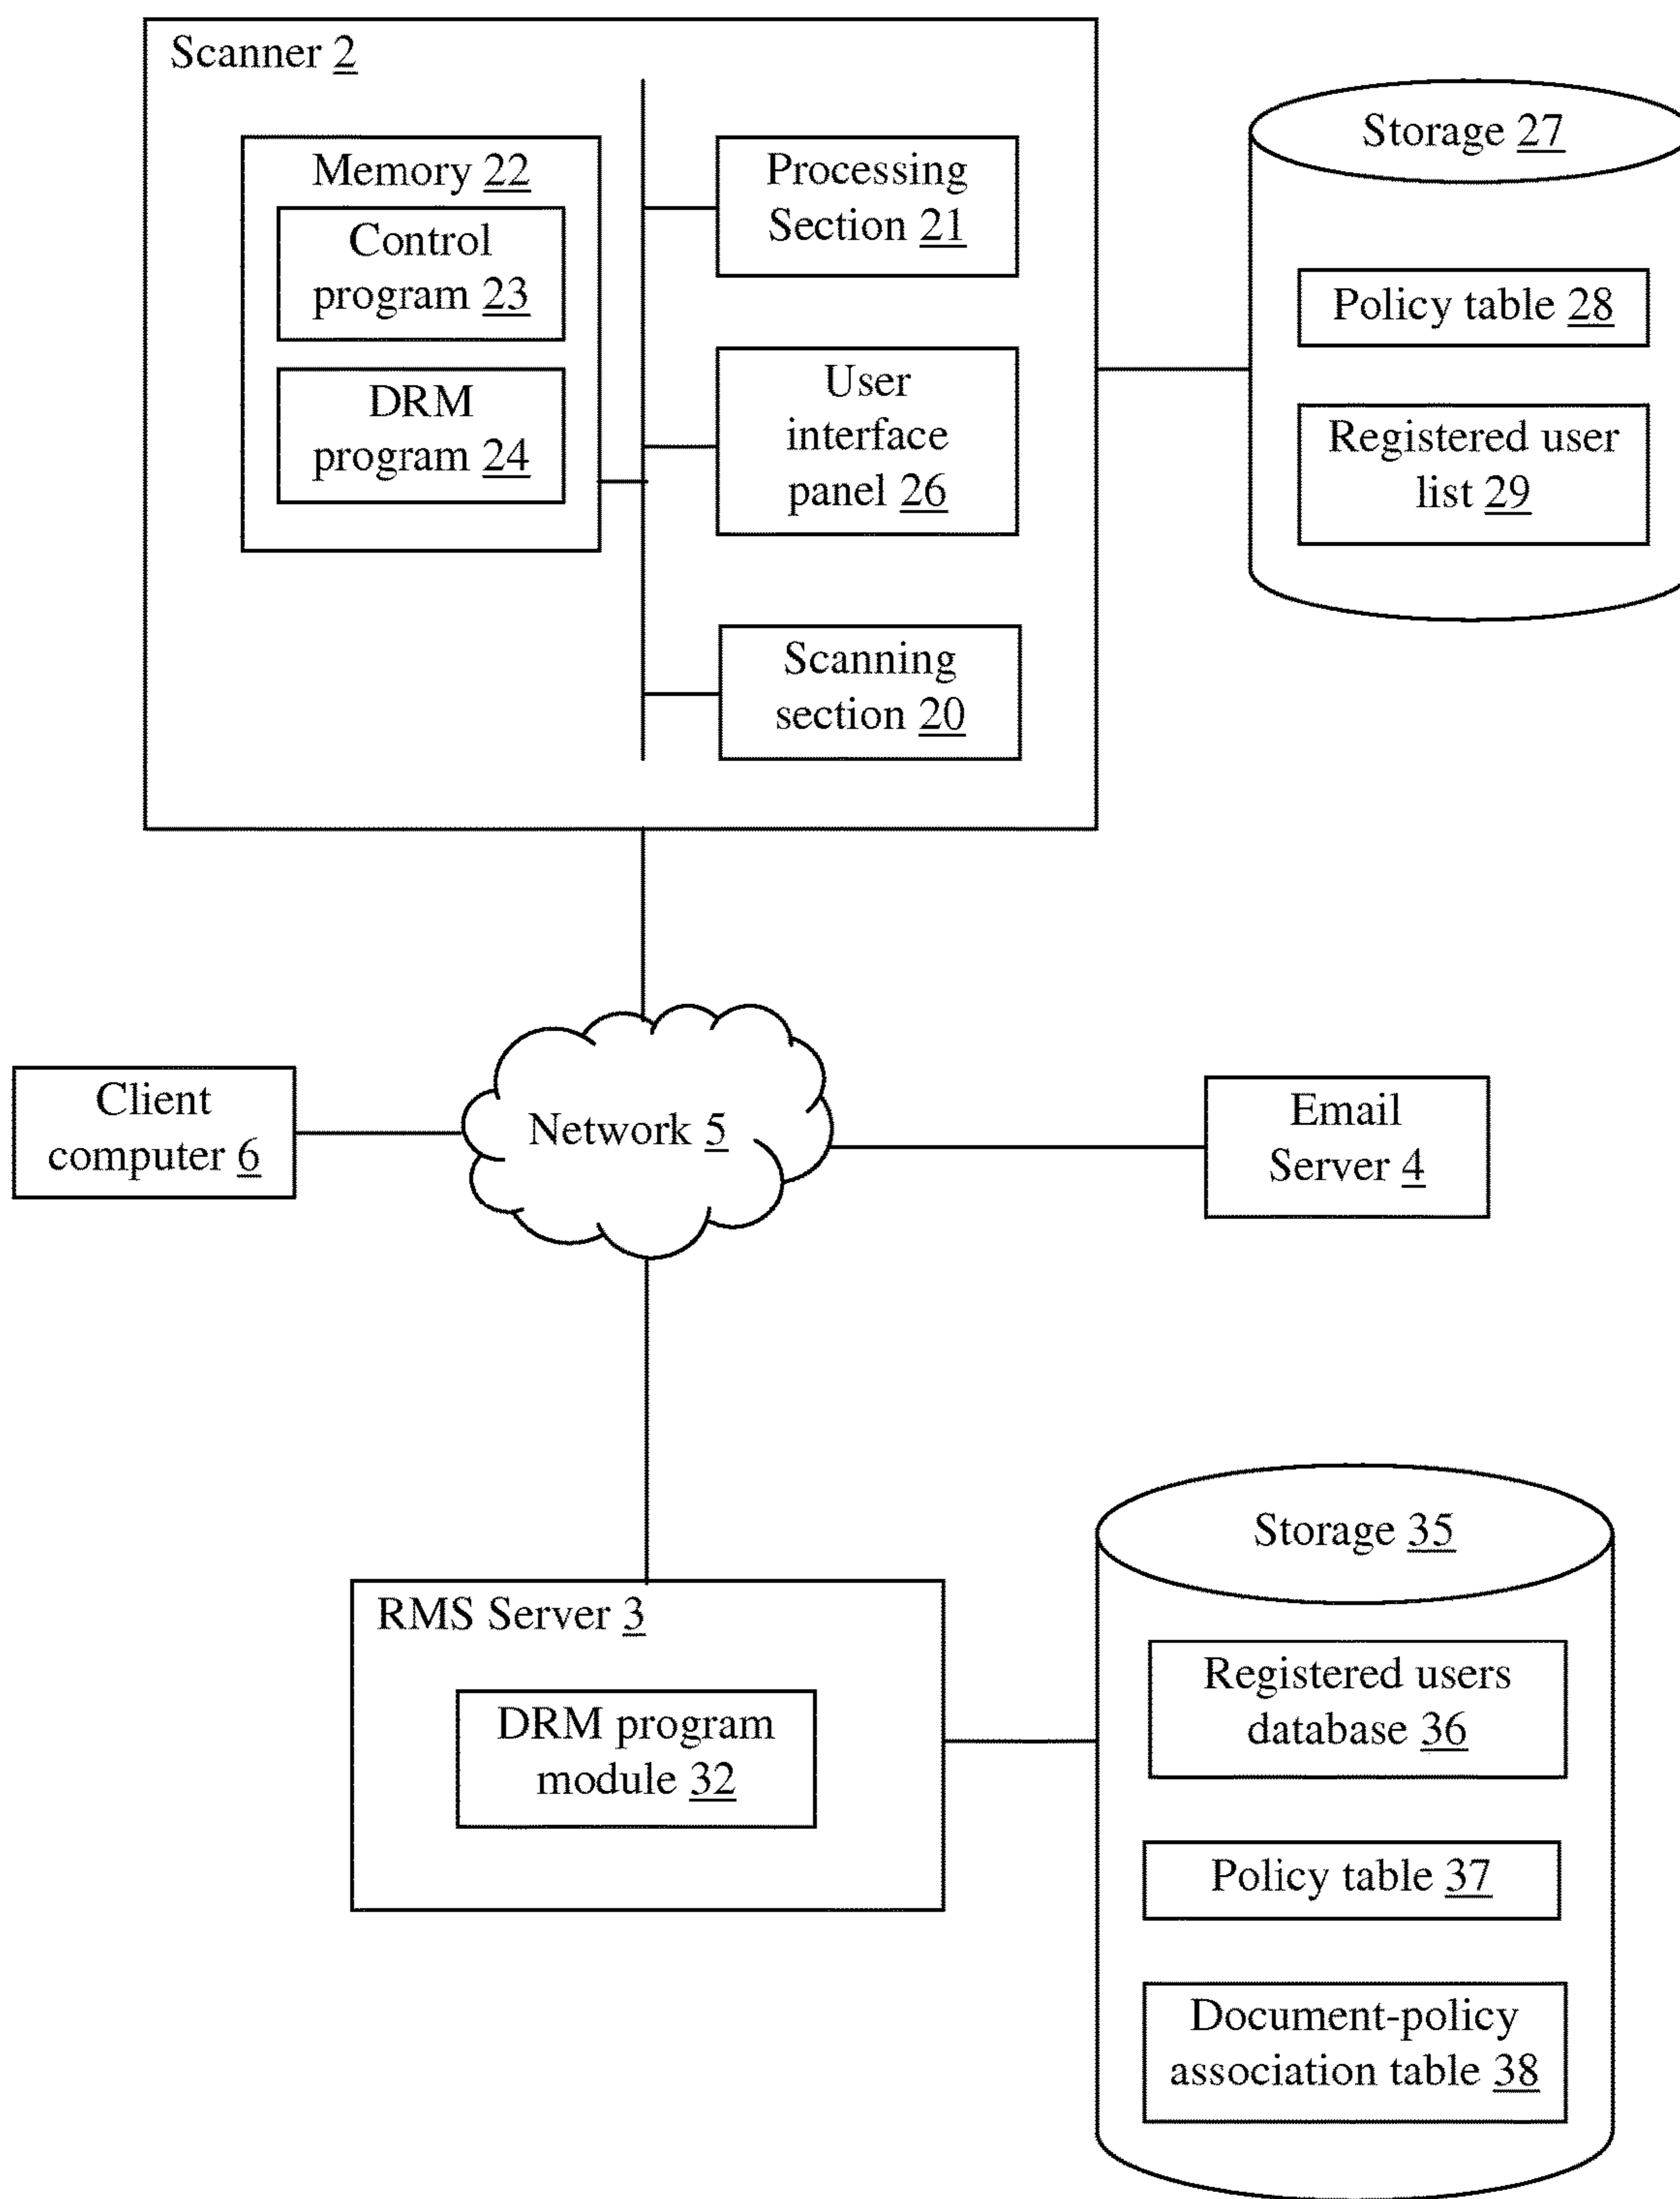 Scanner 2
Memory 22
Control
program 23
DRM
program 24
Processing
Section 21
User
interface
panel 26
Scanning
section 20
Storage 27
Policy table 28
Registered user
list 29
Client
computer 6
Network 5
Email
Server 4
RMS Server 3
DRM program
module 32
Storage 35
Registered users
database 36
Policy table 37
Document-policy
association table 38